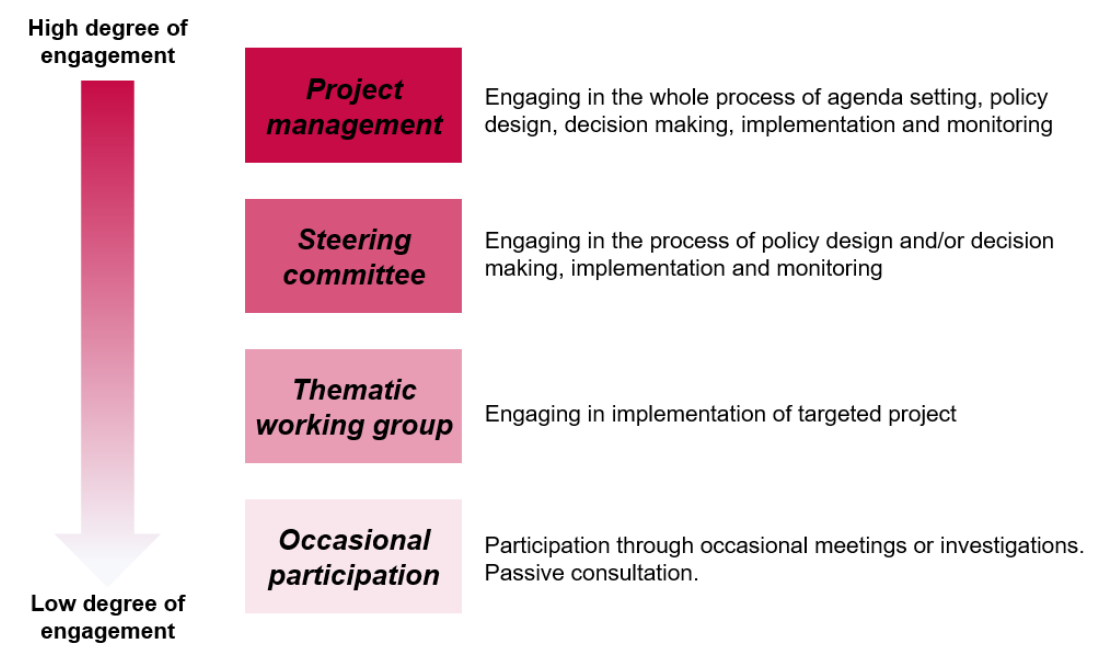 High degree of
engagement
Project
management
Engaging in the whole process of agenda setting, policy
design, decision making, implementation and monitoring
Steering
committee
Engaging in the process of policy design and/or decision
making, implementation and monitoring
Thematic
working group
Engaging in implementation of targeted project
Occasional
participation
Participation through occasional meetings or investigations.
Passive consultation.
Low degree of
engagement